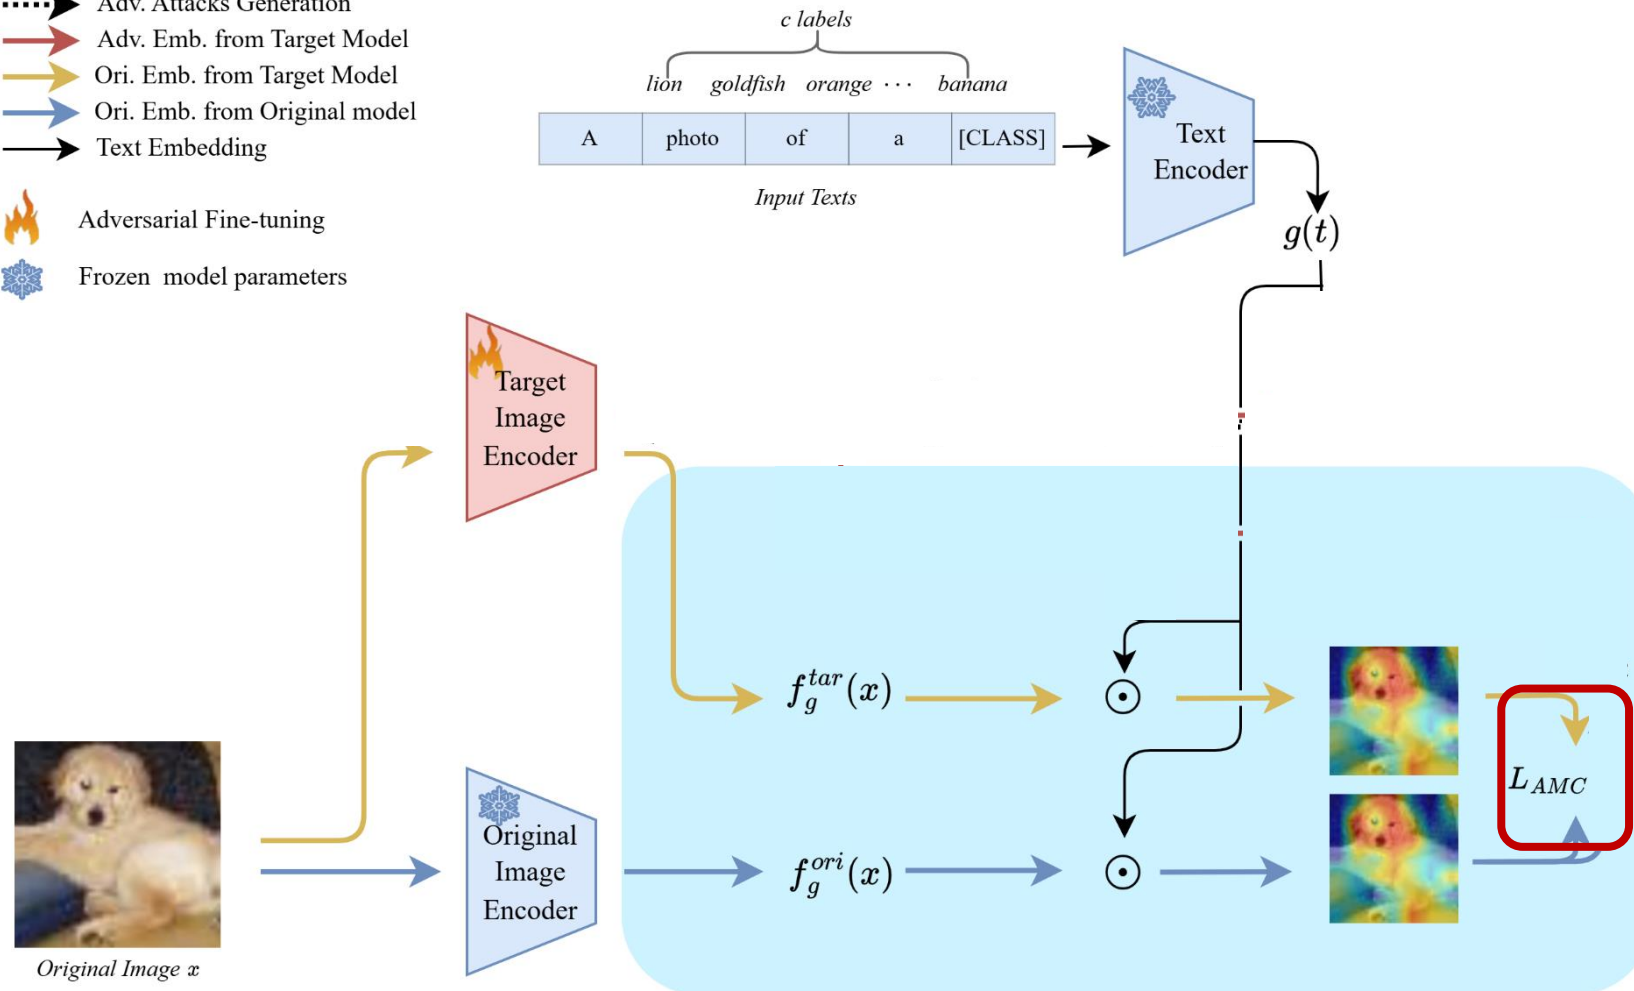 Adv. Attacks Generation
Adv. Emb. from Target Model
Ori. Emb. from Target Model
Ori. Emb. from Original model
Text Embedding
Adversarial Fine-tuning
Frozen model parameters
c labels
lion goldfish orange ··· banana
A photo of a [CLASS]
Input Texts
Text
Encoder
g(t)
Target
Image
Encoder
f_g^{tar}(x)
L_{AMC}
Original
Image
Encoder
f_g^{ori}(x)
Original Image x